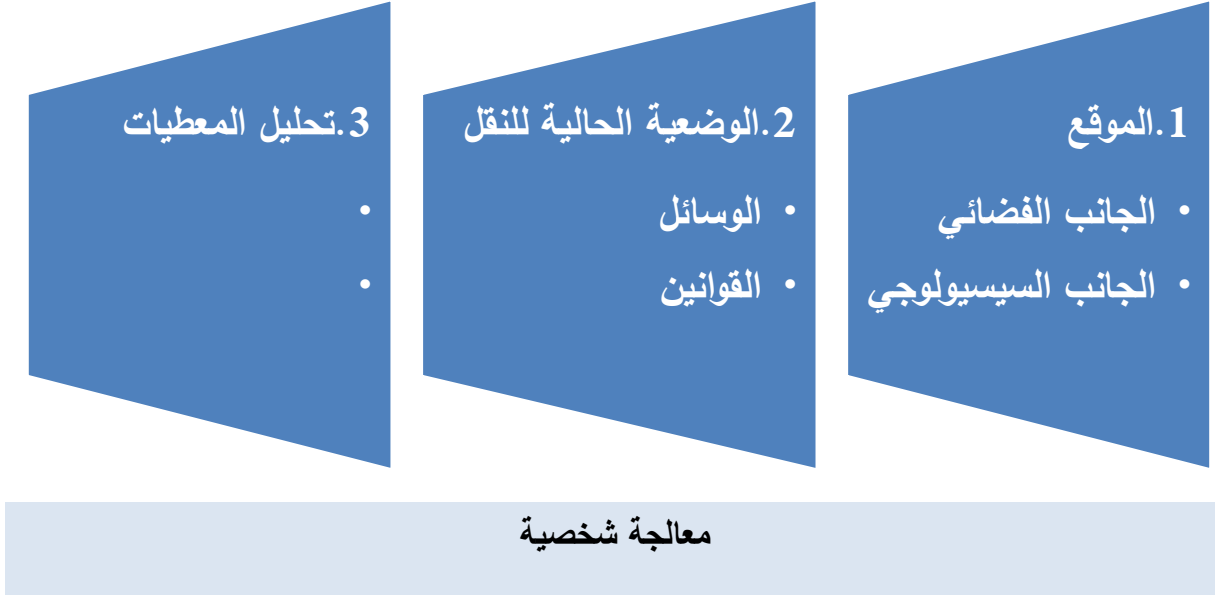 1.الموقع
• الجانب الفضائي
• الجانب السيسيولوجي
2.الوضعية الحالية للنقل
• الوسائل
• القوانين
3.تحليل المعطيات
•
•
معالجة شخصية